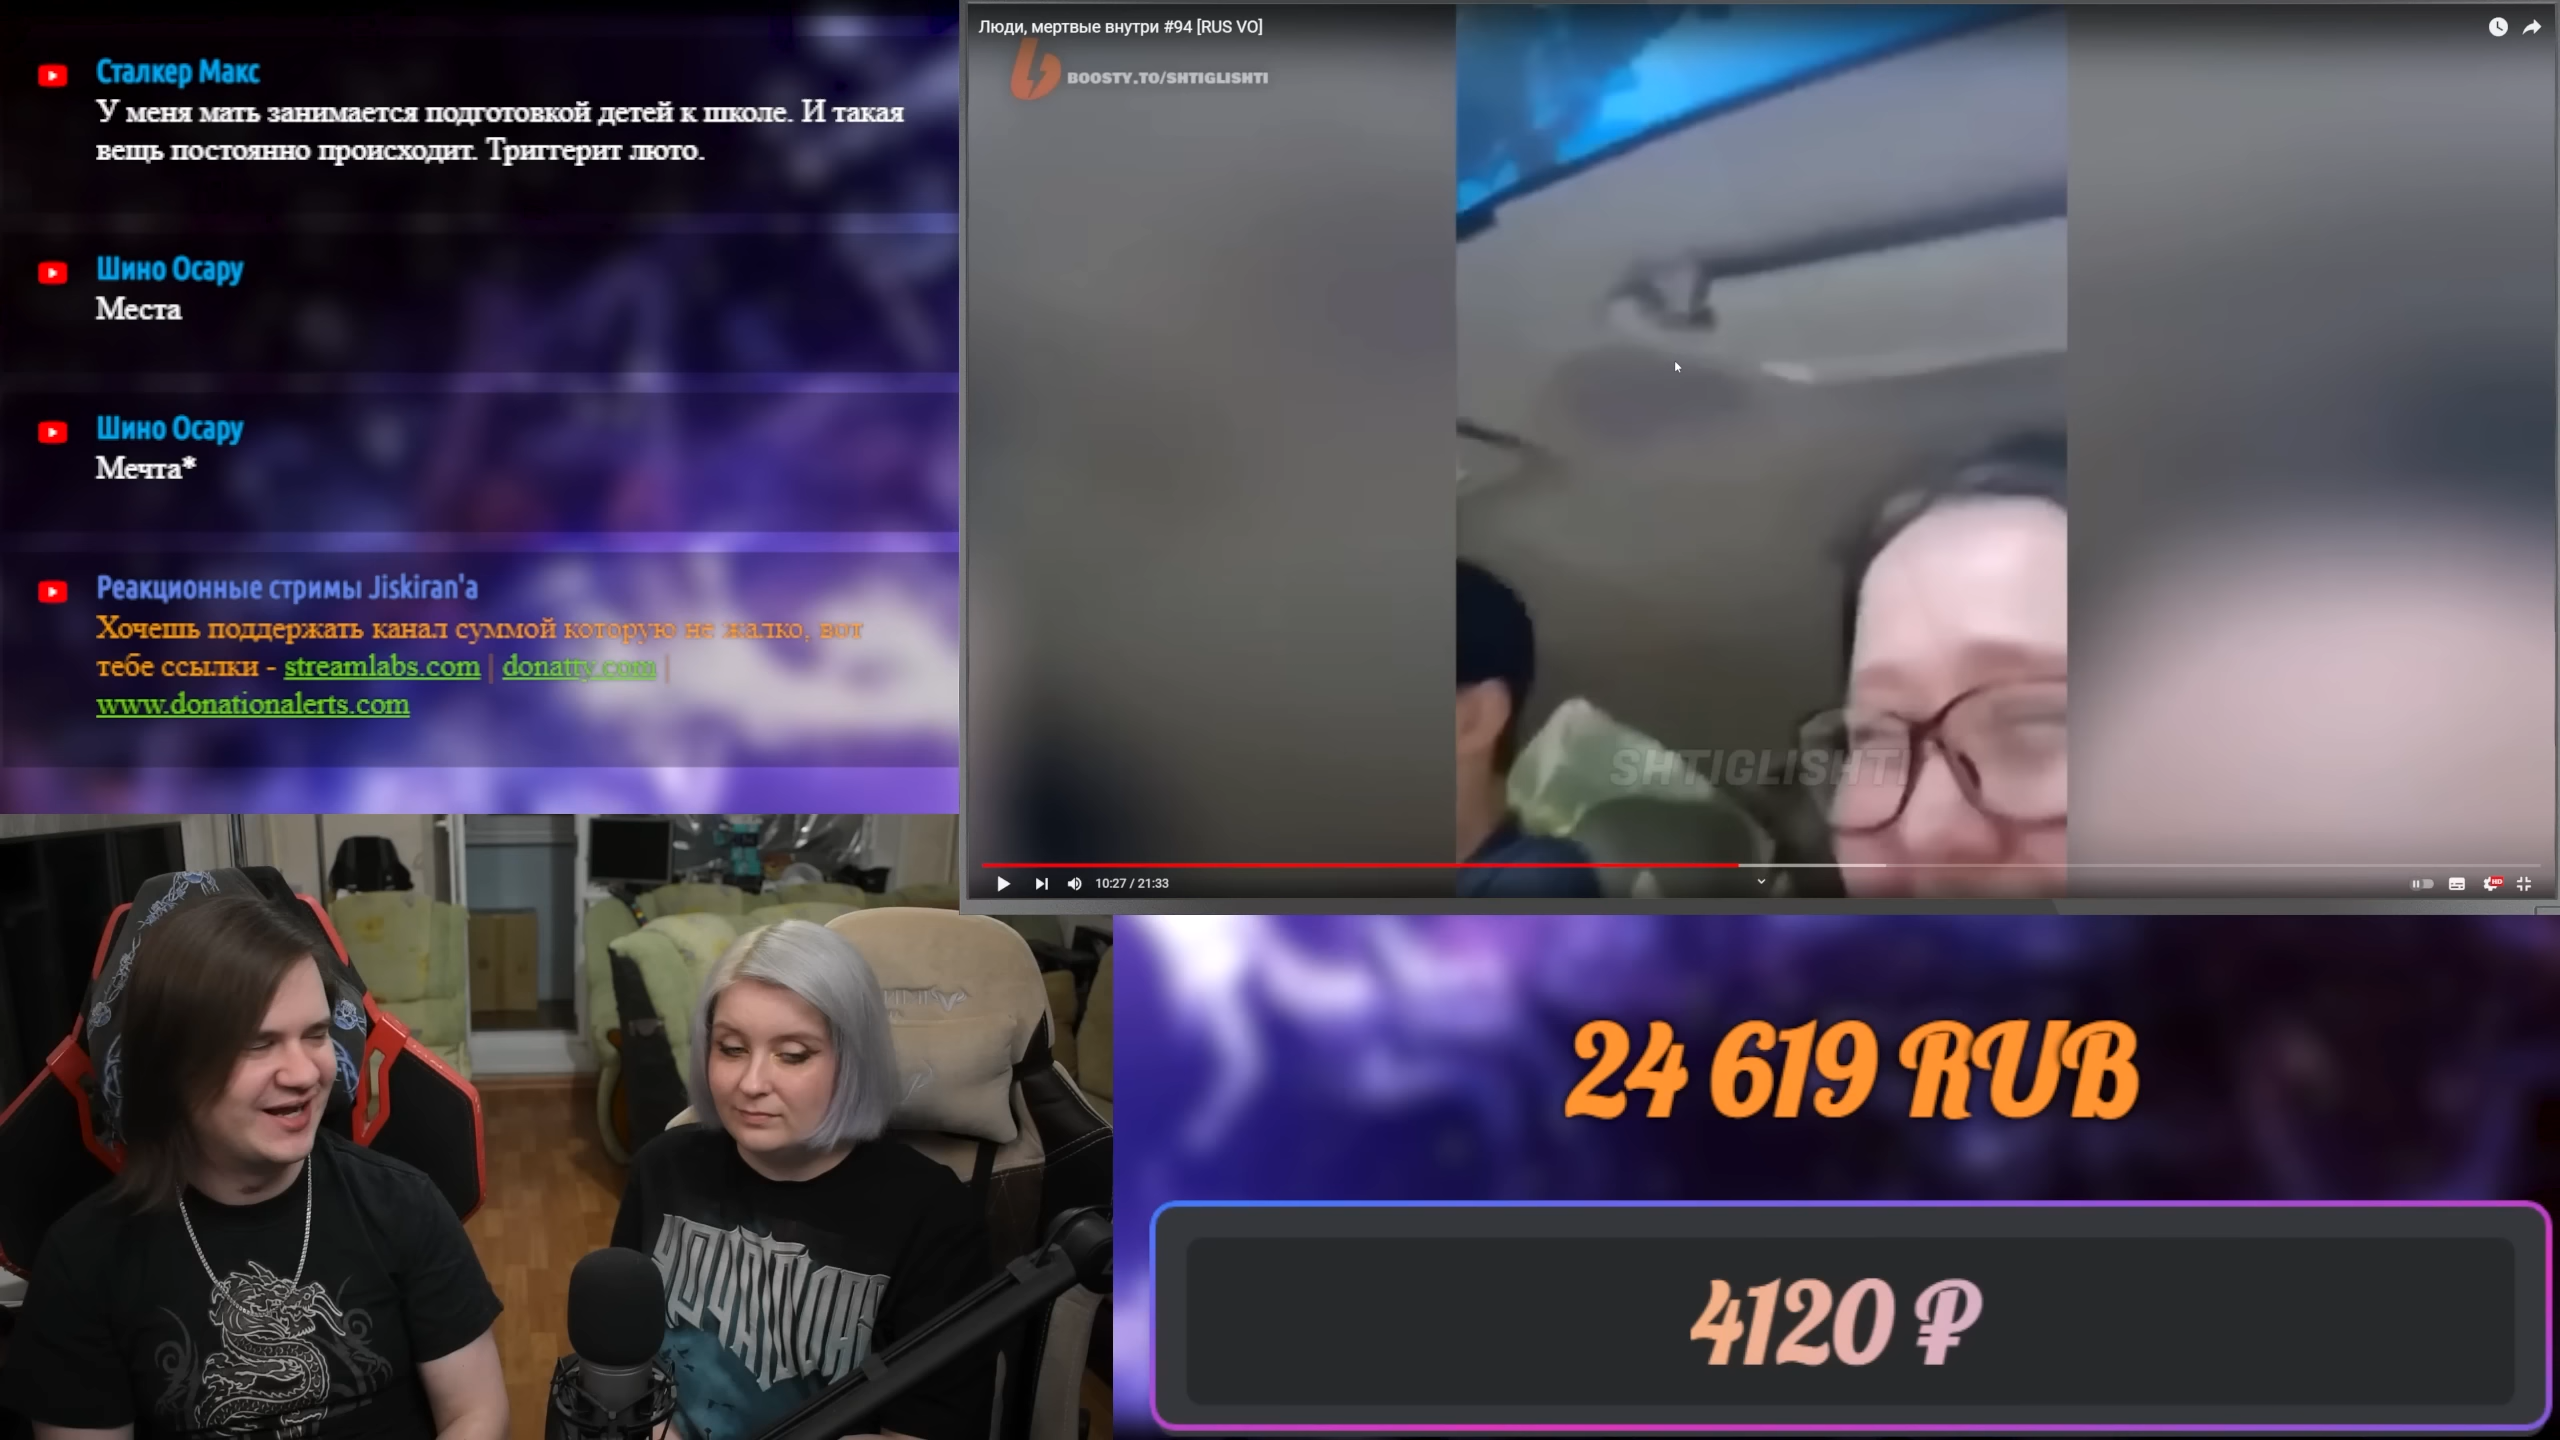 Сталкер Макс
У меня мать занимается подготовкой детей к школе. И такая
вещь постоянно происходит. Триггерит люто.
Шино Осару
Места
Шино Осару
Мечта*
Реакционные стримы Jiskiran'a
Хочешь поддержать канал суммой которую не жалко, вот
тебе ссылки - streamlabs.com | donatty.com |
www.donationalerts.com
Люди, мертвые внутри #94 [RUS VO]
BOOSTY.TO/SHTIGLISHTI
SHTIGLISHTI
10:27 / 21:33
HD
24 619 RUB
4120 ₽